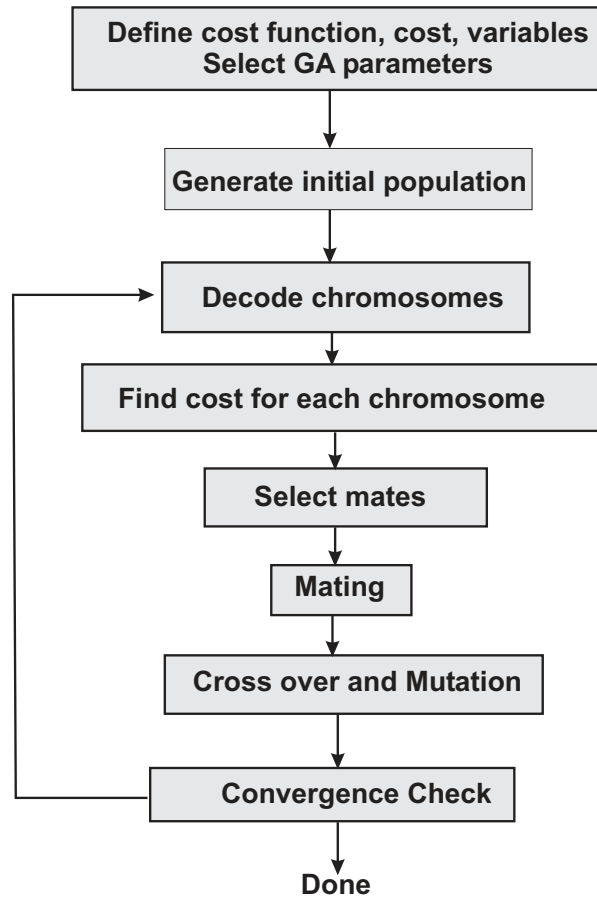 Define cost function, cost, variables
Select GA parameters
Generate initial population
Decode chromosomes
Find cost for each chromosome
Select mates
Mating
Cross over and Mutation
Convergence Check
Done